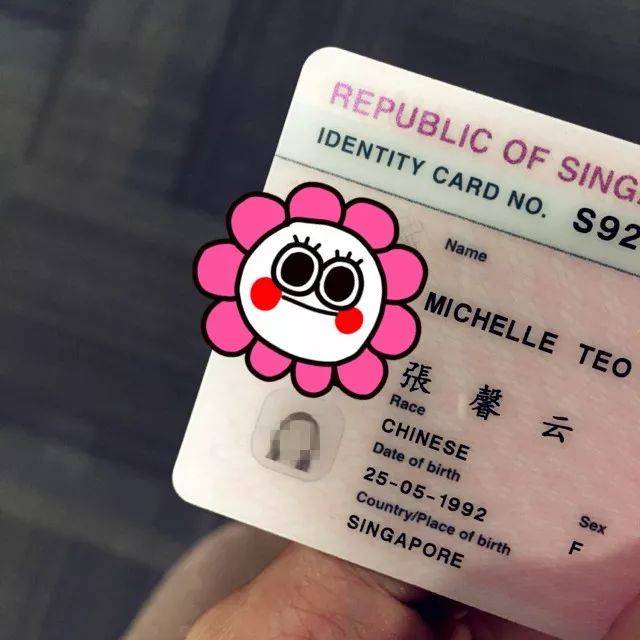 REPUBLIC OF SING
IDENTITY CARD NO. S92
Name
MICHELLE TEO
張馨云
Race
CHINESE
Date of birth
25-05-1992
Sex
F
Country/Place of birth
SINGAPORE